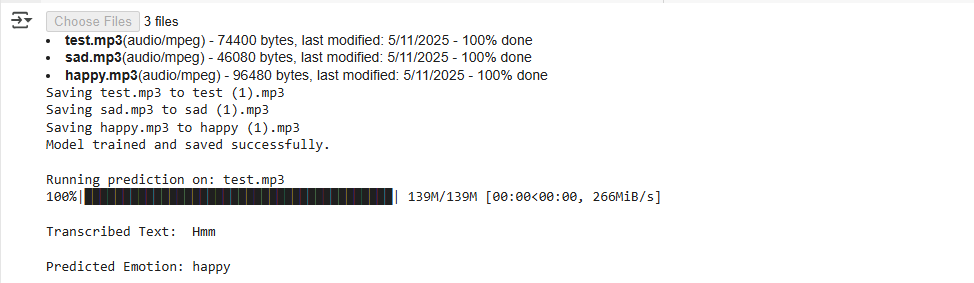 Choose Files 3 files
• test.mp3(audio/mpeg) - 74400 bytes, last modified: 5/11/2025 - 100% done
• sad.mp3(audio/mpeg) - 46080 bytes, last modified: 5/11/2025 - 100% done
• happy.mp3(audio/mpeg) - 96480 bytes, last modified: 5/11/2025 - 100% done
Saving test.mp3 to test (1).mp3
Saving sad.mp3 to sad (1).mp3
Saving happy.mp3 to happy (1).mp3
Model trained and saved successfully.
Running prediction on: test.mp3
100%|████████████████████████████████████████| 139M/139M [00:00<00:00, 266MiB/s]
Transcribed Text:  Hmm
Predicted Emotion: happy